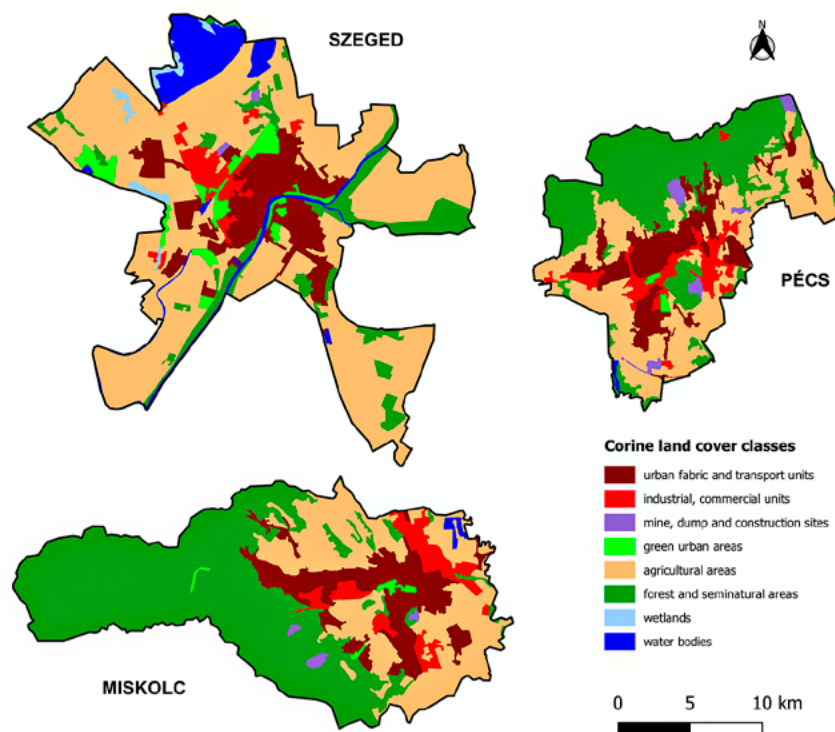 SZEGED
N
PÉCS
Corine land cover classes
urban fabric and transport units
industrial, commercial units
mine, dump and construction sites
green urban areas
agricultural areas
forest and seminatural areas
wetlands
water bodies
MISKOLC
0 5 10 km